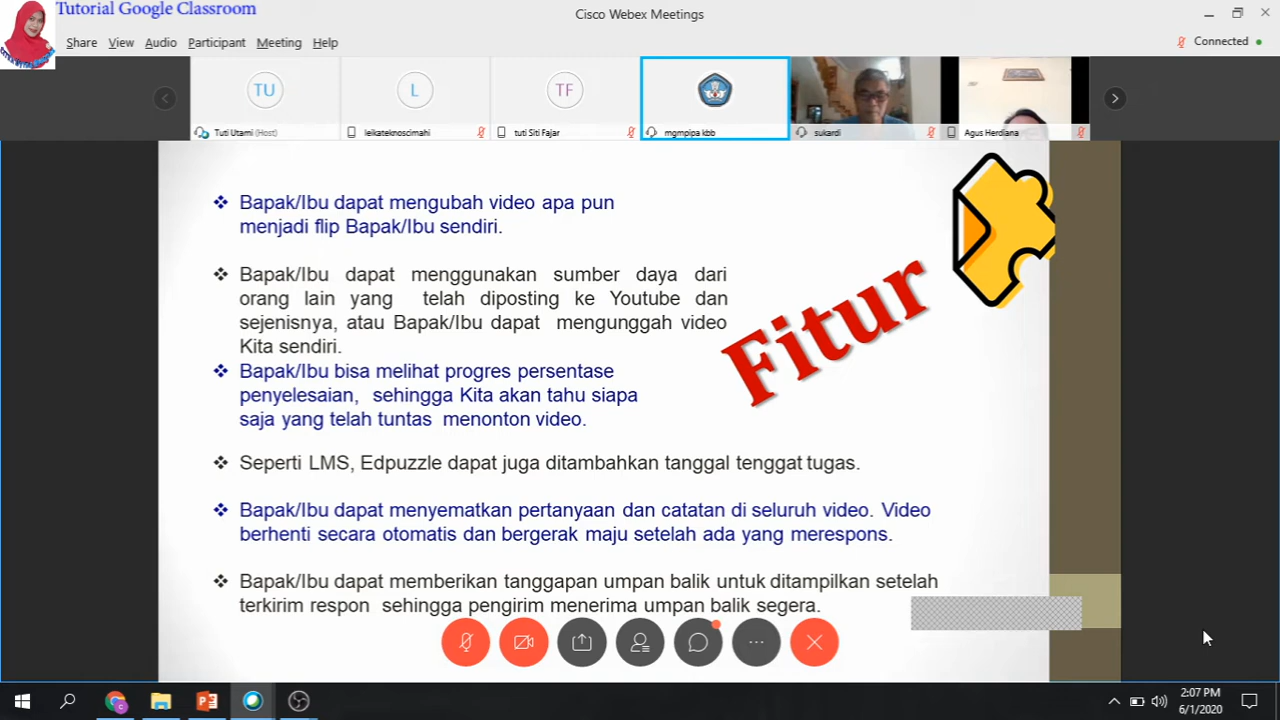 Tutorial Google Classroom
Cisco Webex Meetings
Share View Audio Participant Meeting Help
Connected
TU
L
TF
Tuti Utami (Host)
leikateknoscimahi
tuti Siti Fajar
mgmpipa kbb
sukardi
Agus Herdiana
Bapak/Ibu dapat mengubah video apa pun
menjadi flip Bapak/Ibu sendiri.
Bapak/Ibu dapat menggunakan sumber daya dari
orang lain yang telah diposting ke Youtube dan
sejenisnya, atau Bapak/Ibu dapat mengunggah video
Kita sendiri.
Fitur
Bapak/Ibu bisa melihat progres persentase
penyelesaian, sehingga Kita akan tahu siapa
saja yang telah tuntas menonton video.
Seperti LMS, Edpuzzle dapat juga ditambahkan tanggal tenggat tugas.
Bapak/Ibu dapat menyematkan pertanyaan dan catatan di seluruh video. Video
berhenti secara otomatis dan bergerak maju setelah ada yang merespons.
Bapak/Ibu dapat memberikan tanggapan umpan balik untuk ditampilkan setelah
terkirim respon sehingga pengirim menerima umpan balik segera.
2:07 PM
6/1/2020